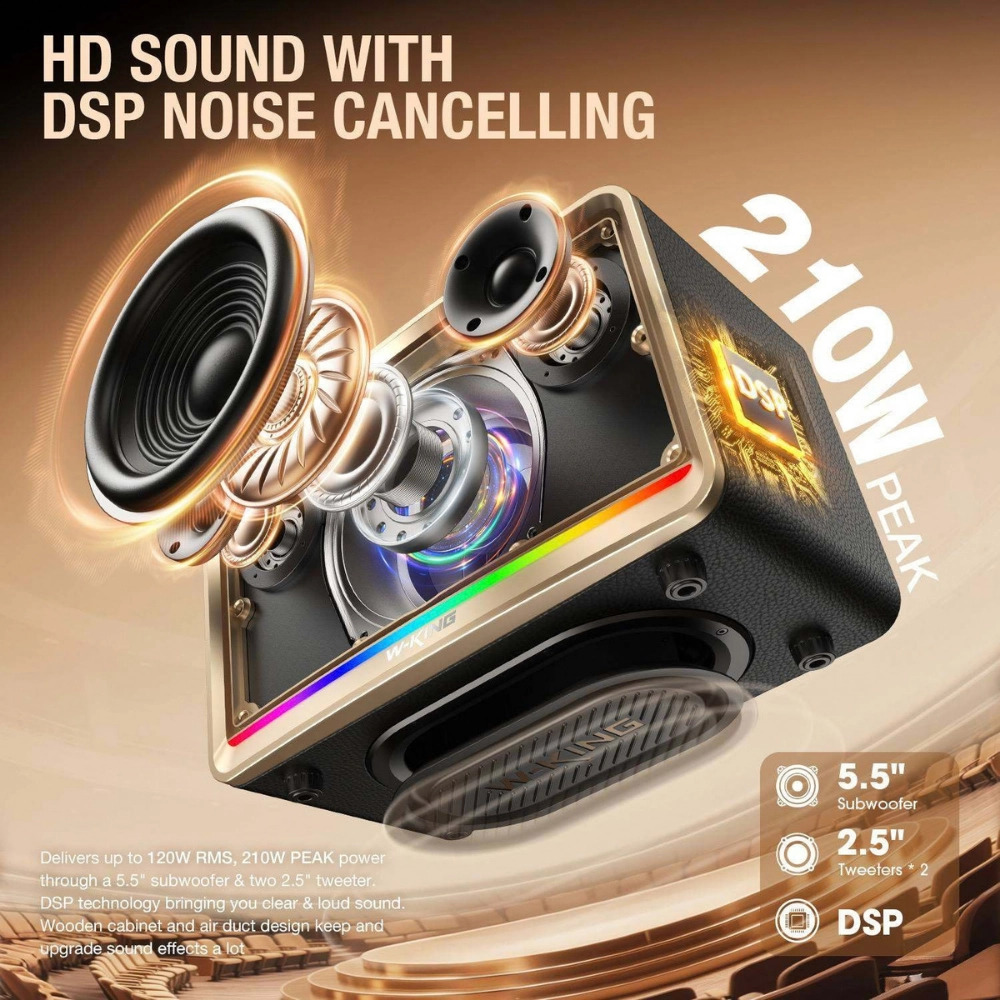 HD SOUND WITH
DSP NOISE CANCELLING
210W PEAK
DSP
W-KING
W-KING
5.5"
Subwoofer
2.5"
Tweeters * 2
DSP
Delivers up to 120W RMS, 210W PEAK power
through a 5.5" subwoofer & two 2.5" tweeter.
DSP technology bringing you clear & loud sound.
Wooden cabinet and air duct design keep and
upgrade sound effects a lot